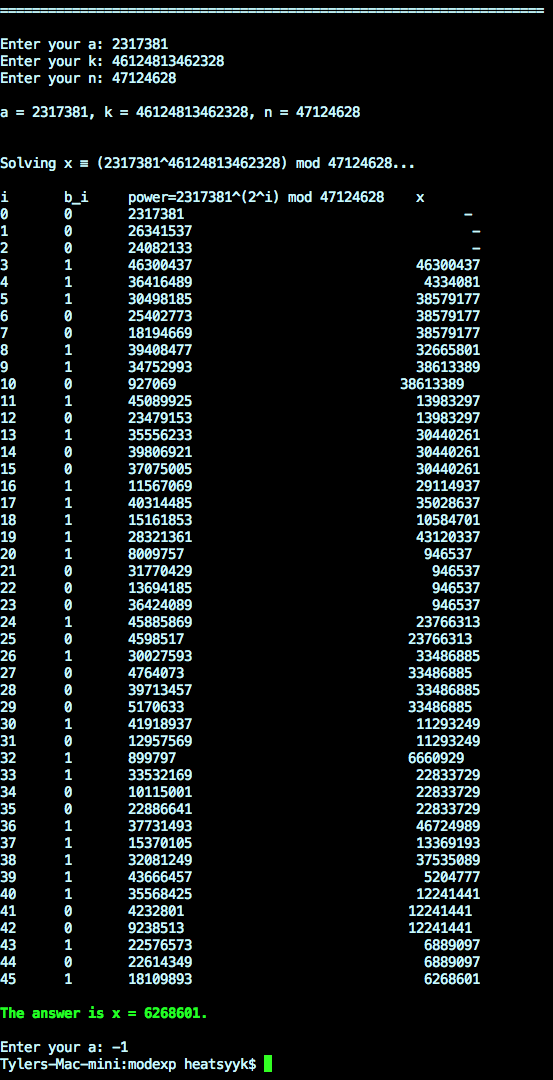 ====================================================================
Enter your a: 2317381
Enter your k: 46124813462328
Enter your n: 47124628
a = 2317381, k = 46124813462328, n = 47124628
Solving x ≡ (2317381^46124813462328) mod 47124628...
i b_i power=2317381^(2^i) mod 47124628 x
0 0 2317381 -
1 0 26341537 -
2 0 24082133 -
3 1 46300437 46300437
4 1 36416489 4334081
5 1 30498185 38579177
6 0 25402773 38579177
7 0 18194669 38579177
8 1 39408477 32665801
9 1 34752993 38613389
10 0 927069 38613389
11 1 45089925 13983297
12 0 23479153 13983297
13 1 35556233 30440261
14 0 39806921 30440261
15 0 37075005 30440261
16 1 11567069 29114937
17 1 40314485 35028637
18 1 15161853 10584701
19 1 28321361 43120337
20 1 8009757 946537
21 0 31770429 946537
22 0 13694185 946537
23 0 36424089 946537
24 1 45885869 23766313
25 0 4598517 23766313
26 1 30027593 33486885
27 0 4764073 33486885
28 0 39713457 33486885
29 0 5170633 33486885
30 1 41918937 11293249
31 0 12957569 11293249
32 1 899797 6660929
33 1 33532169 22833729
34 0 10115001 22833729
35 0 22886641 22833729
36 1 37731493 46724989
37 1 15370105 13369193
38 1 32081249 37535089
39 1 43666457 5204777
40 1 35568425 12241441
41 0 4232801 12241441
42 0 9238513 12241441
43 1 22576573 6889097
44 0 22614349 6889097
45 1 18109893 6268601
The answer is x = 6268601.
Enter your a: -1
Tylers-Mac-mini:modexp heatsyyk$